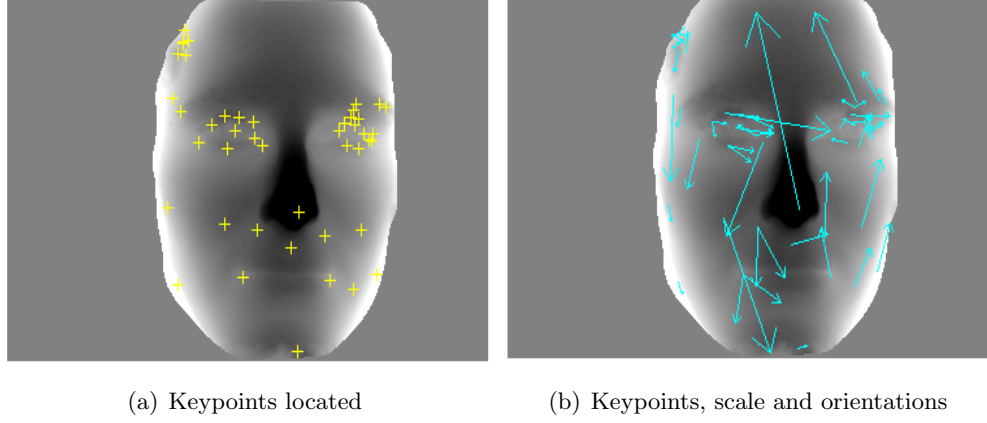 (a) Keypoints located
(b) Keypoints, scale and orientations